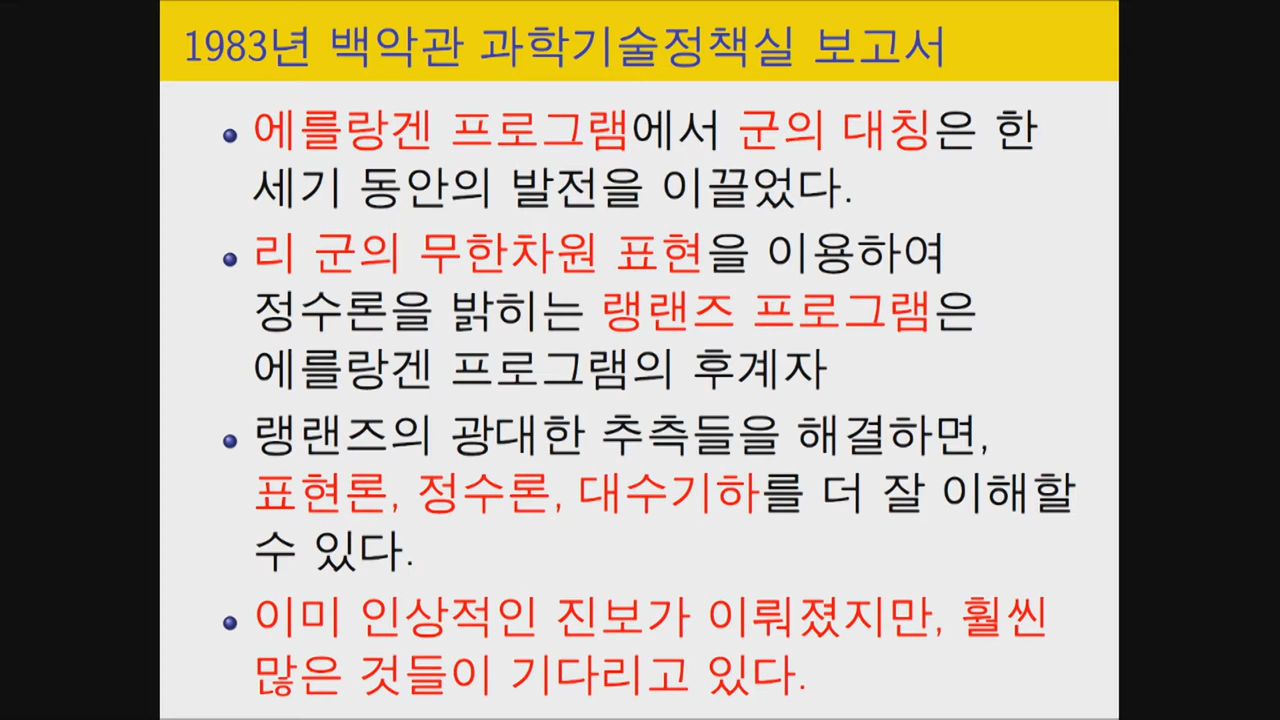 1983년 백악관 과학기술정책실 보고서
에를랑겐 프로그램에서 군의 대칭은 한
세기 동안의 발전을 이끌었다.
리 군의 무한차원 표현을 이용하여
정수론을 밝히는 랭랜즈 프로그램은
에를랑겐 프로그램의 후계자
랭랜즈의 광대한 추측들을 해결하면,
표현론, 정수론, 대수기하를 더 잘 이해할
수 있다.
이미 인상적인 진보가 이뤄졌지만, 훨씬
많은 것들이 기다리고 있다.